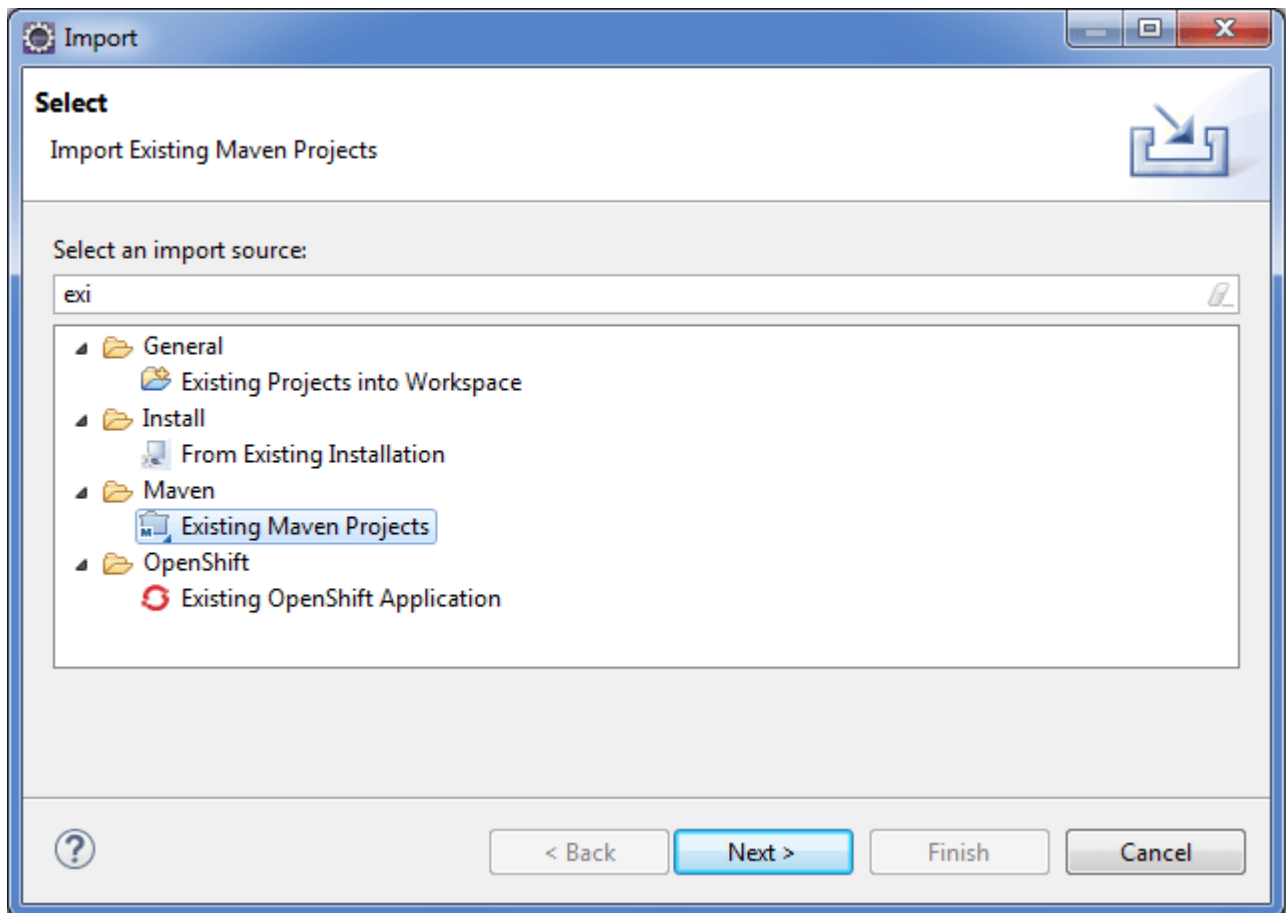 Import
Select
Import Existing Maven Projects
Select an import source:
exi
General
Existing Projects into Workspace
Install
From Existing Installation
Maven
Existing Maven Projects
OpenShift
Existing OpenShift Application
? < Back Next > Finish Cancel